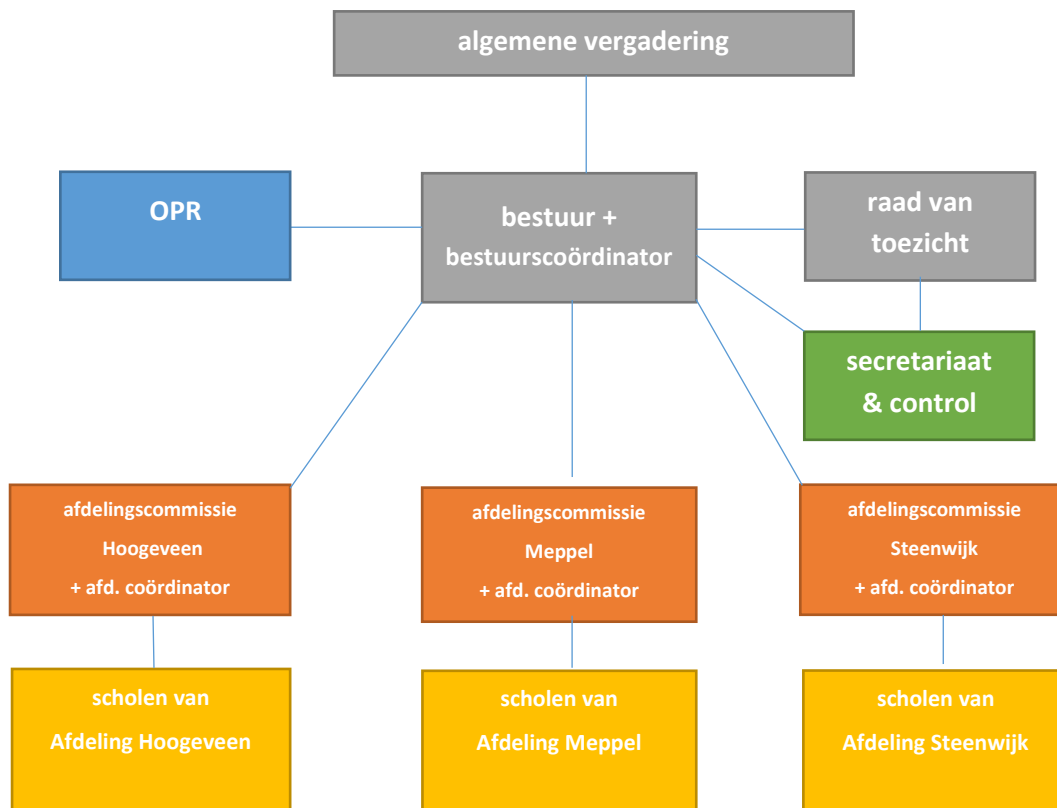 algemene vergadering
OPR
bestuur +
bestuurscoördinator
raad van
toezicht
secretariaat
& control
afdelingscommissie
Hoogeveen
+ afd. coördinator
afdelingscommissie
Meppel
+ afd. coördinator
afdelingscommissie
Steenwijk
+ afd. coördinator
scholen van
Afdeling Hoogeveen
scholen van
Afdeling Meppel
scholen van
Afdeling Steenwijk